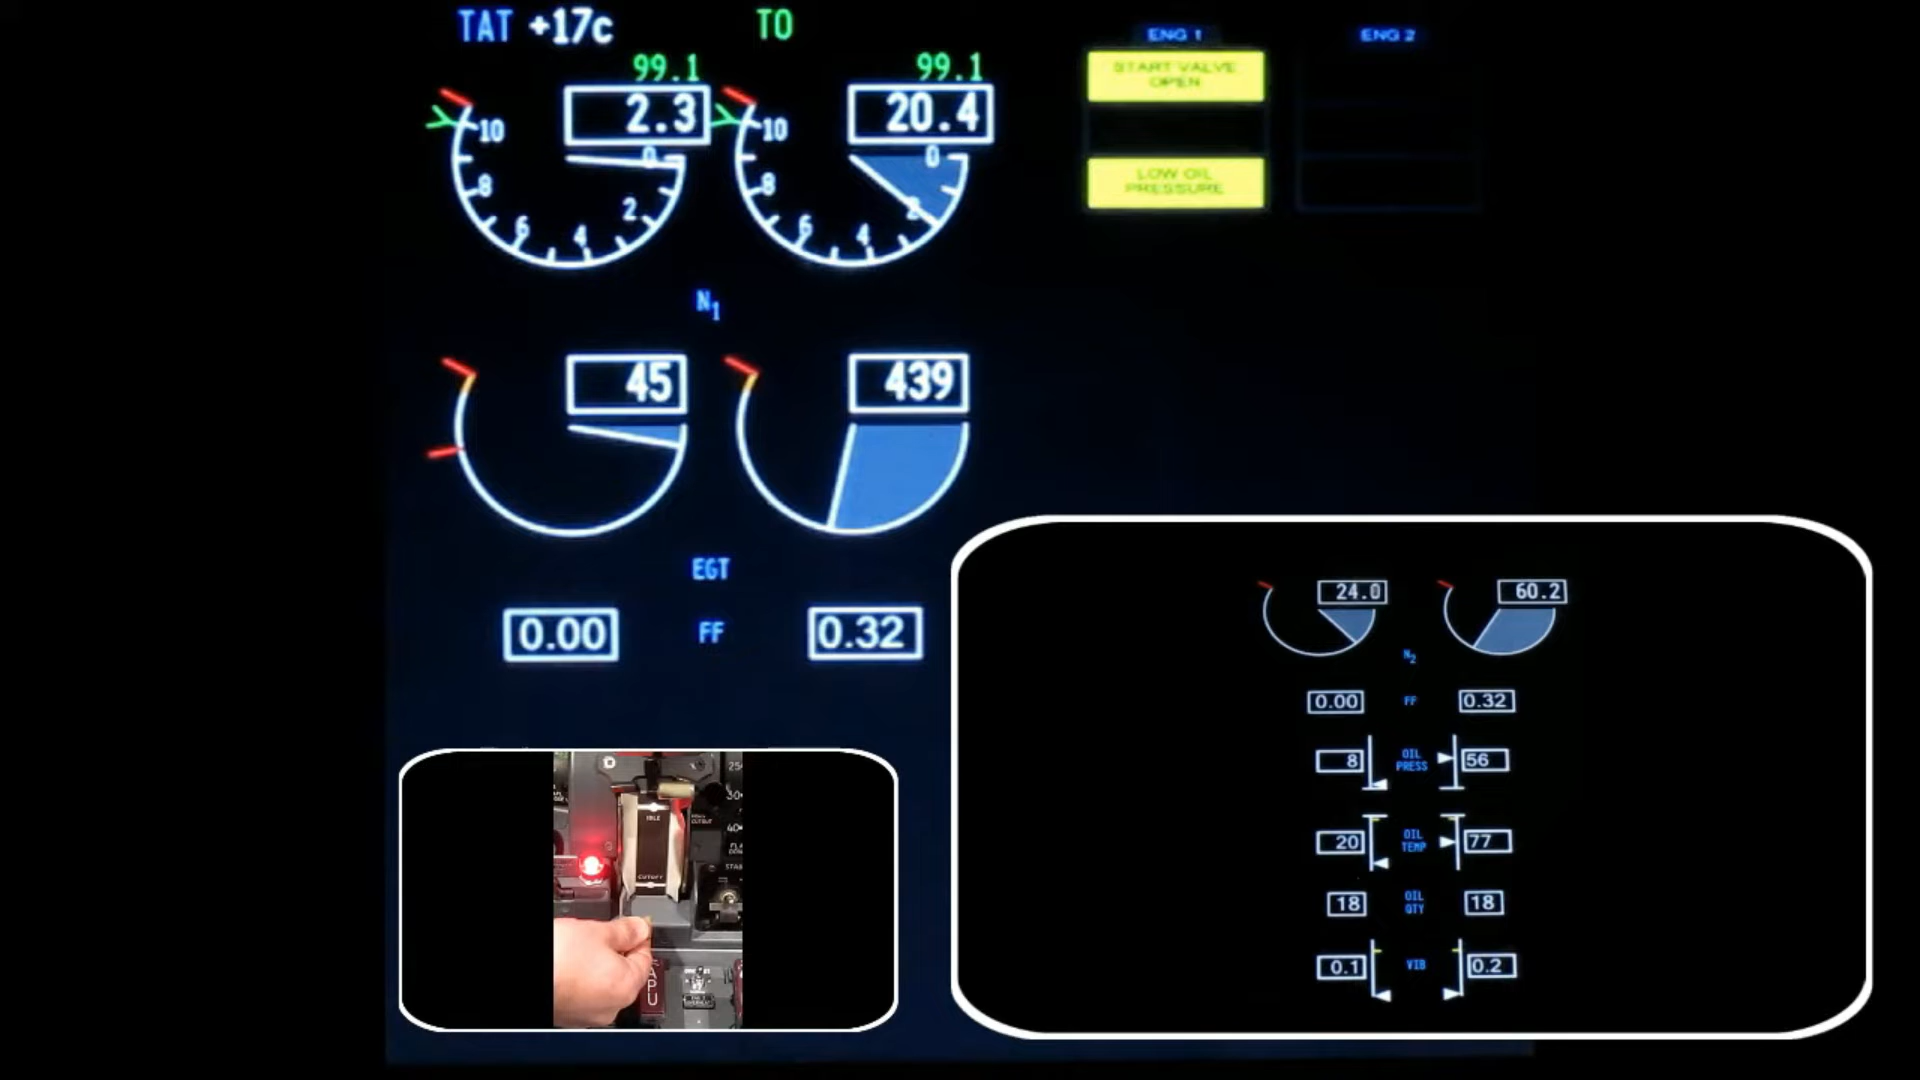 TAT +17c TO
99.1 99.1
2.3 20.4
10 8 6 4 2 0
10 8 6 4 2 0
N1
45 439
EGT
0.00 FF 0.32
ENG 1 ENG 2
START VALVE
OPEN
LOW OIL
PRESSURE
24.0 60.2
N2
0.00 FF 0.32
8 OIL PRESS 56
20 OIL TEMP 77
18 OIL QTY 18
0.1 VIB 0.2
IDLE
CUTOFF
APU